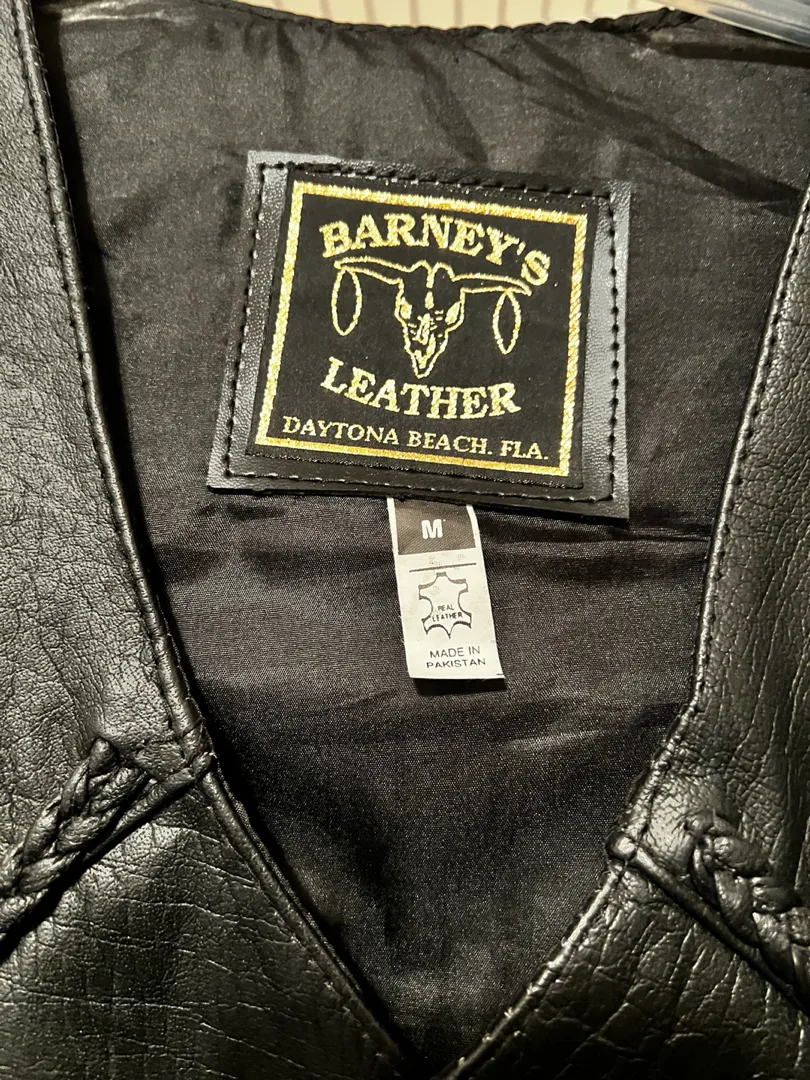 BARNEY'S
LEATHER
DAYTONA BEACH. FLA.
M
REAL
LEATHER
MADE IN
PAKISTAN